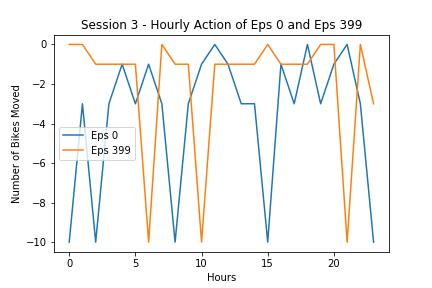 Session 3 - Hourly Action of Eps 0 and Eps 399
Number of Bikes Moved
0
−2
−4
−6
−8
−10
Eps 0
Eps 399
0
5
10
15
20
Hours